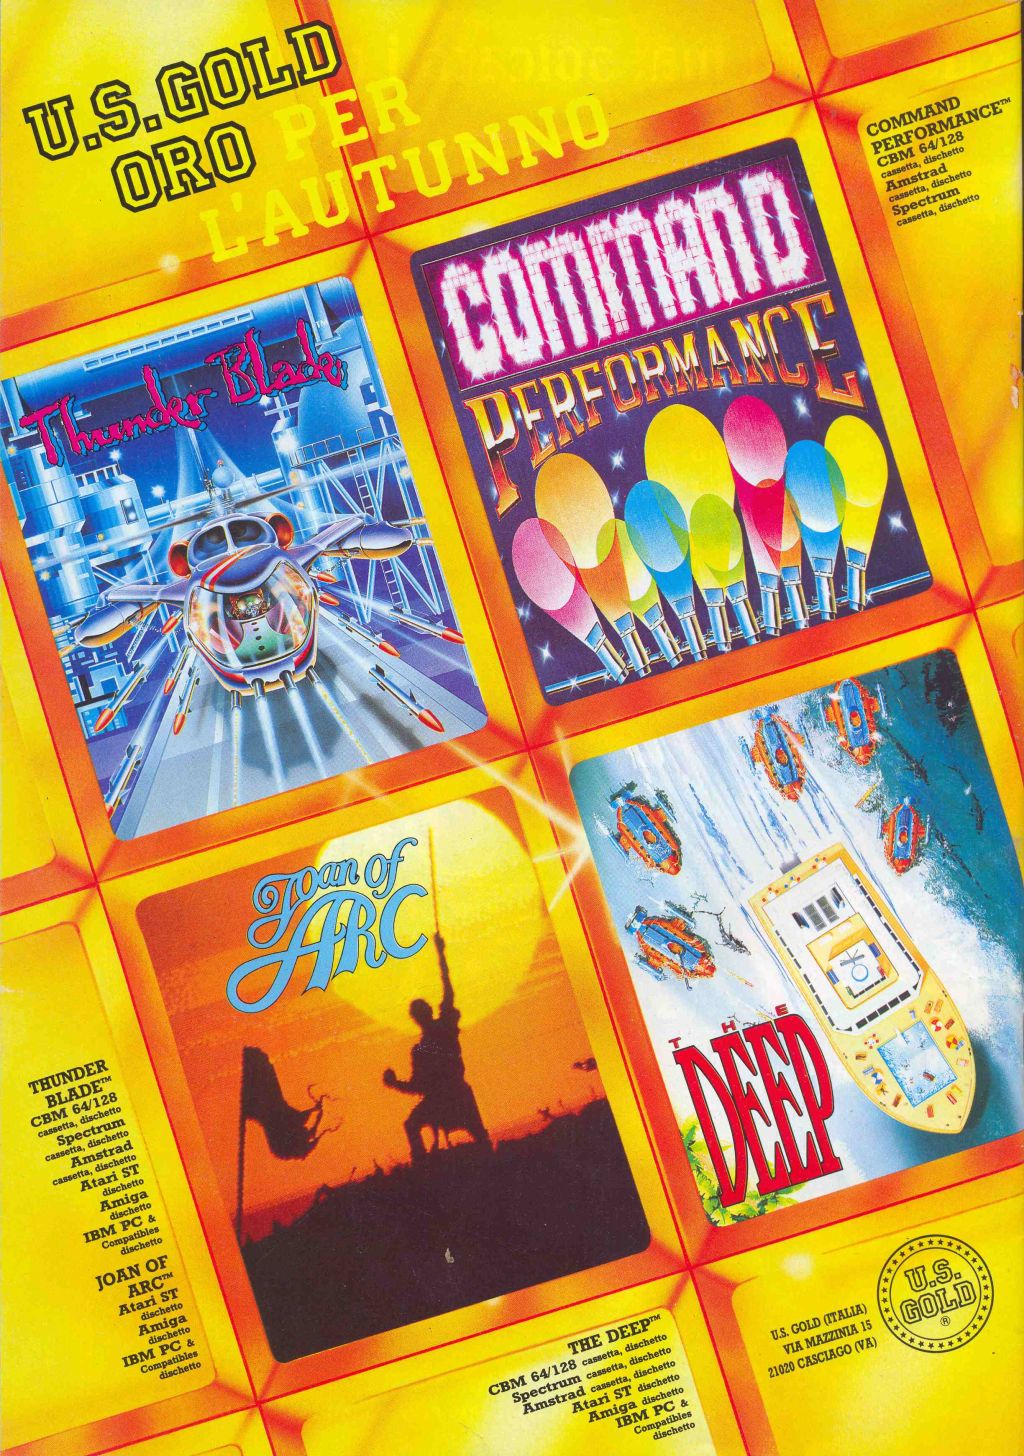 U.S.GOLD
ORO PER
LAUTUNNO
COMMAND
PERFORMANCE™
CBM 64/128
cassetta, dischetto
Amstrad
cassetta, dischetto
Spectrum
cassetta, dischetto
COMMAND
PERFORMANCE
Thunder Blade
Joan of
ARC
THE
DEEP
THUNDER
BLADE™
CBM 64/128
cassetta, dischetto
Spectrum
cassetta, dischetto
Amstrad
cassetta, dischetto
Atari ST
dischetto
Amiga
dischetto
IBM PC &
Compatibles
dischetto
JOAN OF
ARC™
Atari ST
dischetto
Amiga
dischetto
IBM PC &
Compatibles
dischetto
THE DEEP™
CBM 64/128 cassetta, dischetto
Spectrum cassetta, dischetto
Amstrad cassetta, dischetto
Atari ST dischetto
Amiga dischetto
IBM PC &
Compatibles
dischetto
U.S. GOLD (ITALIA)
VIA MAZZINIA 15
21020 CASCIAGO (VA)
U.S.
GOLD
®